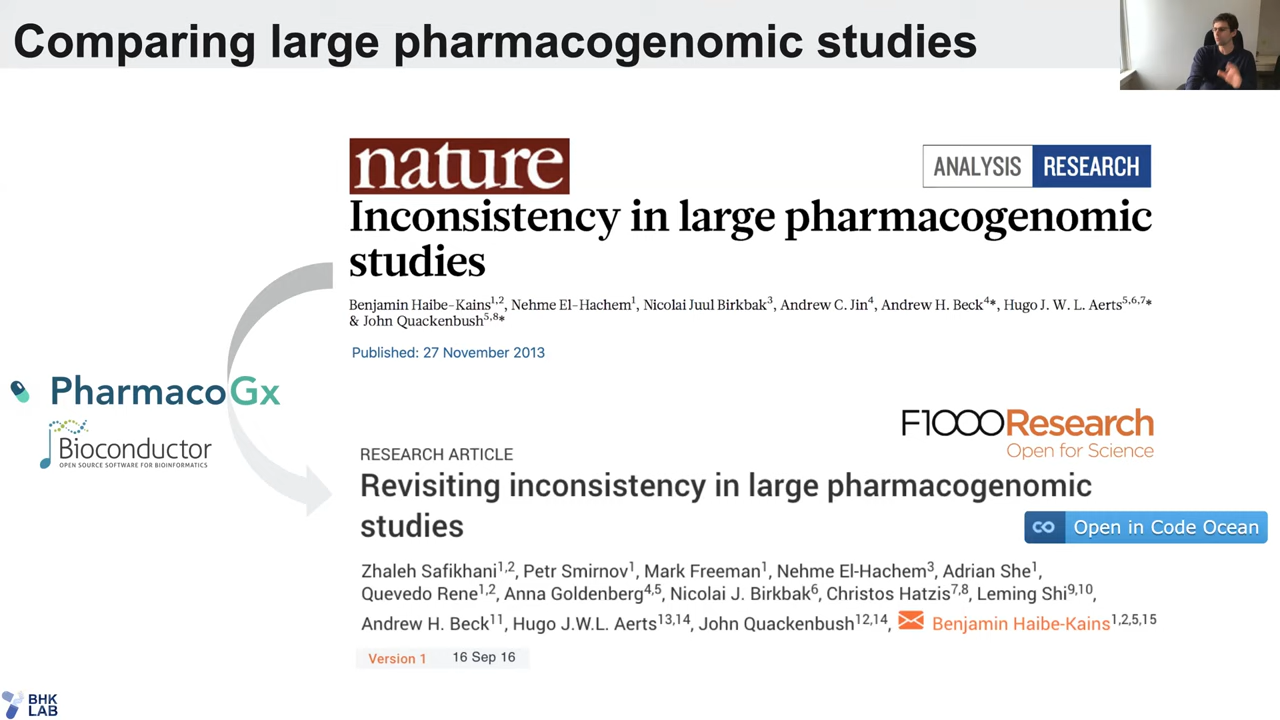 Comparing large pharmacogenomic studies
nature
ANALYSIS RESEARCH
Inconsistency in large pharmacogenomic
studies
Benjamin Haibe-Kains1,2, Nehme El-Hachem1, Nicolai Juul Birkbak3, Andrew C. Jin4, Andrew H. Beck4*, Hugo J. W. L. Aerts5,6,7*
& John Quackenbush5,8*
Published: 27 November 2013
PharmacoGx
Bioconductor
OPEN SOURCE SOFTWARE FOR BIOINFORMATICS
F1000Research
Open for Science
RESEARCH ARTICLE
Revisiting inconsistency in large pharmacogenomic
studies
Open in Code Ocean
Zhaleh Safikhani1,2, Petr Smirnov1, Mark Freeman1, Nehme El-Hachem3, Adrian She1,
Quevedo Rene1,2, Anna Goldenberg4,5, Nicolai J. Birkbak6, Christos Hatzis7,8, Leming Shi9,10,
Andrew H. Beck11, Hugo J.W.L. Aerts13,14, John Quackenbush12,14, Benjamin Haibe-Kains1,2,5,15
Version 1 16 Sep 16
BHK
LAB